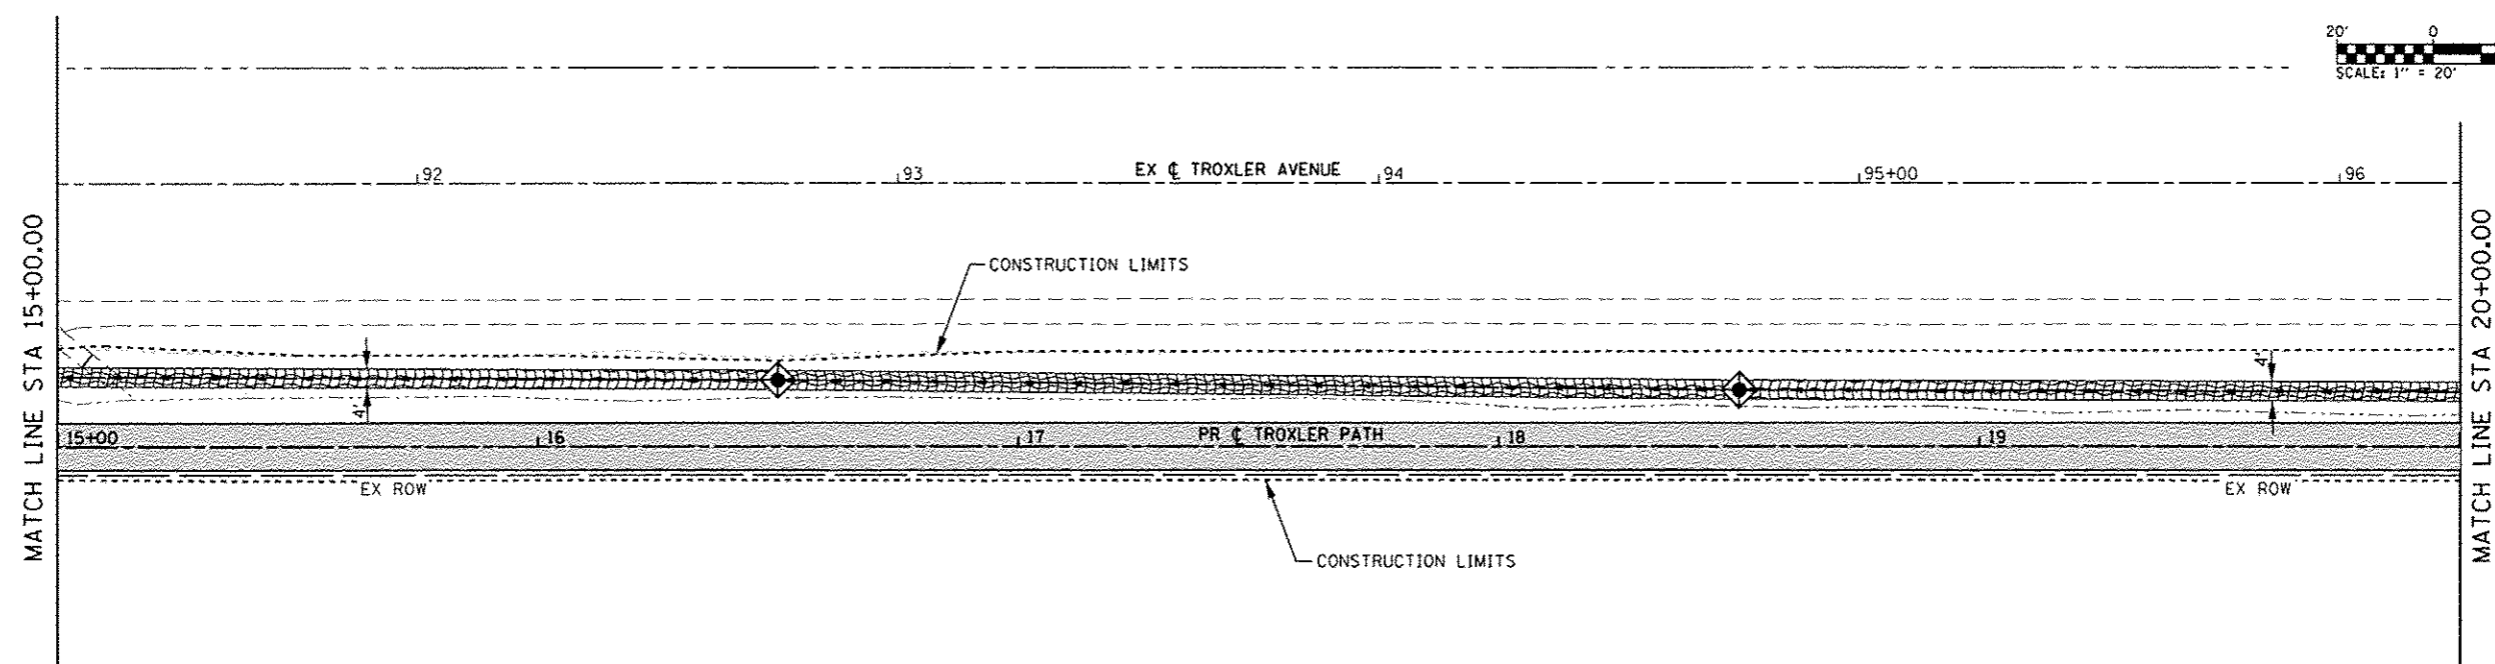 20' 0
SCALE: 1" = 20'
92 93 EX ℄ TROXLER AVENUE 94 95+00 96
MATCH LINE STA 15+00.00
MATCH LINE STA 20+00.00
CONSTRUCTION LIMITS
4'
4'
15+00 16 17 PR ℄ TROXLER PATH 18 19
EX ROW
EX ROW
CONSTRUCTION LIMITS